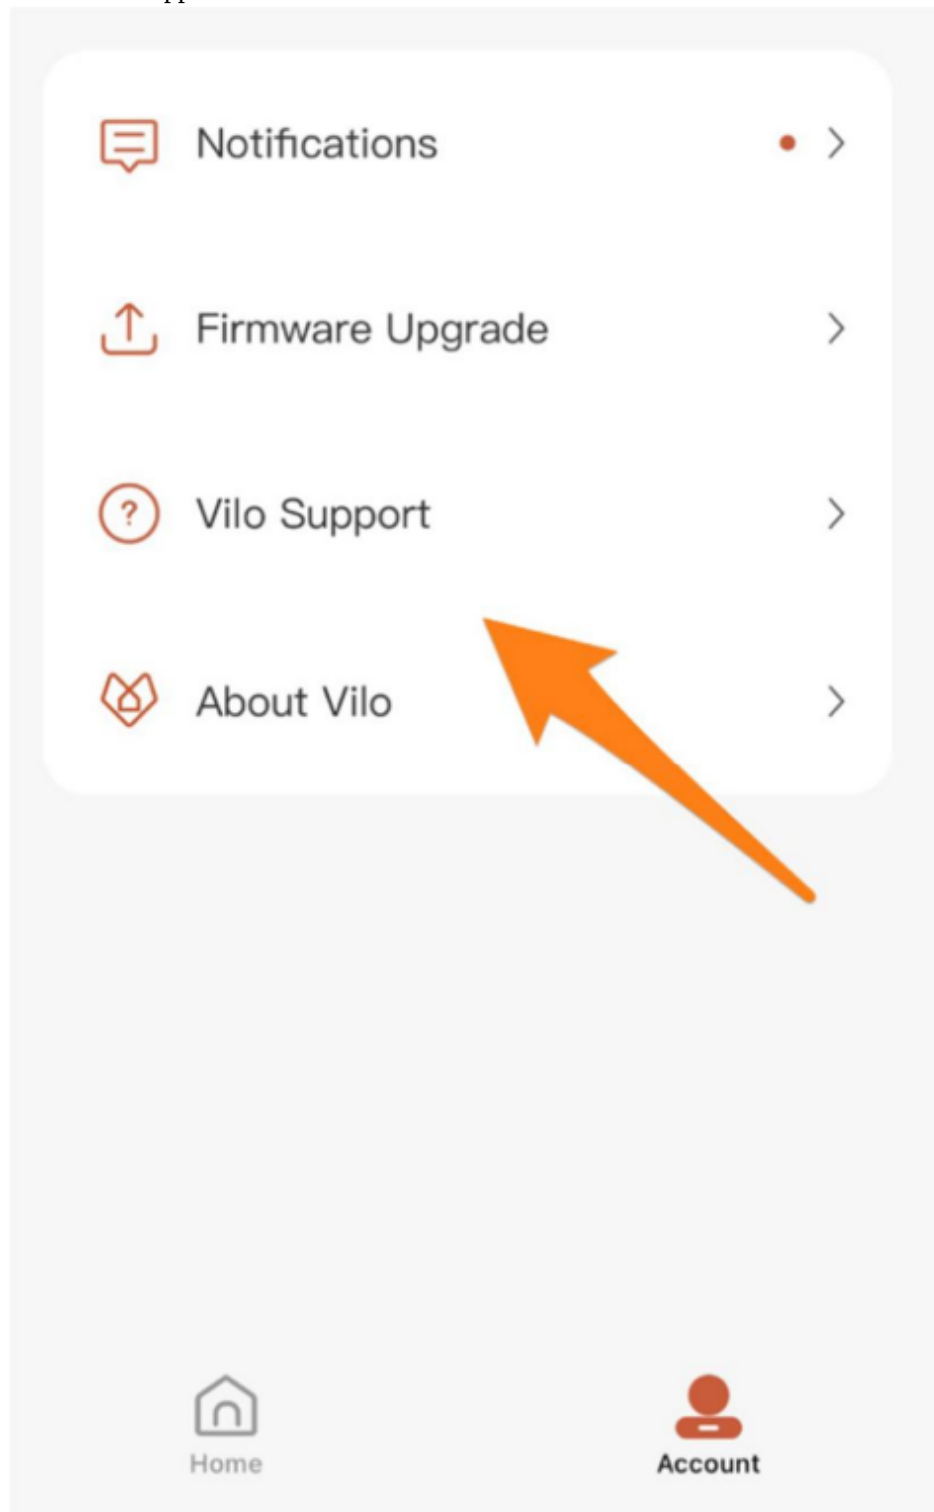 Notifications
Firmware Upgrade
? Vilo Support
About Vilo
Home
Account